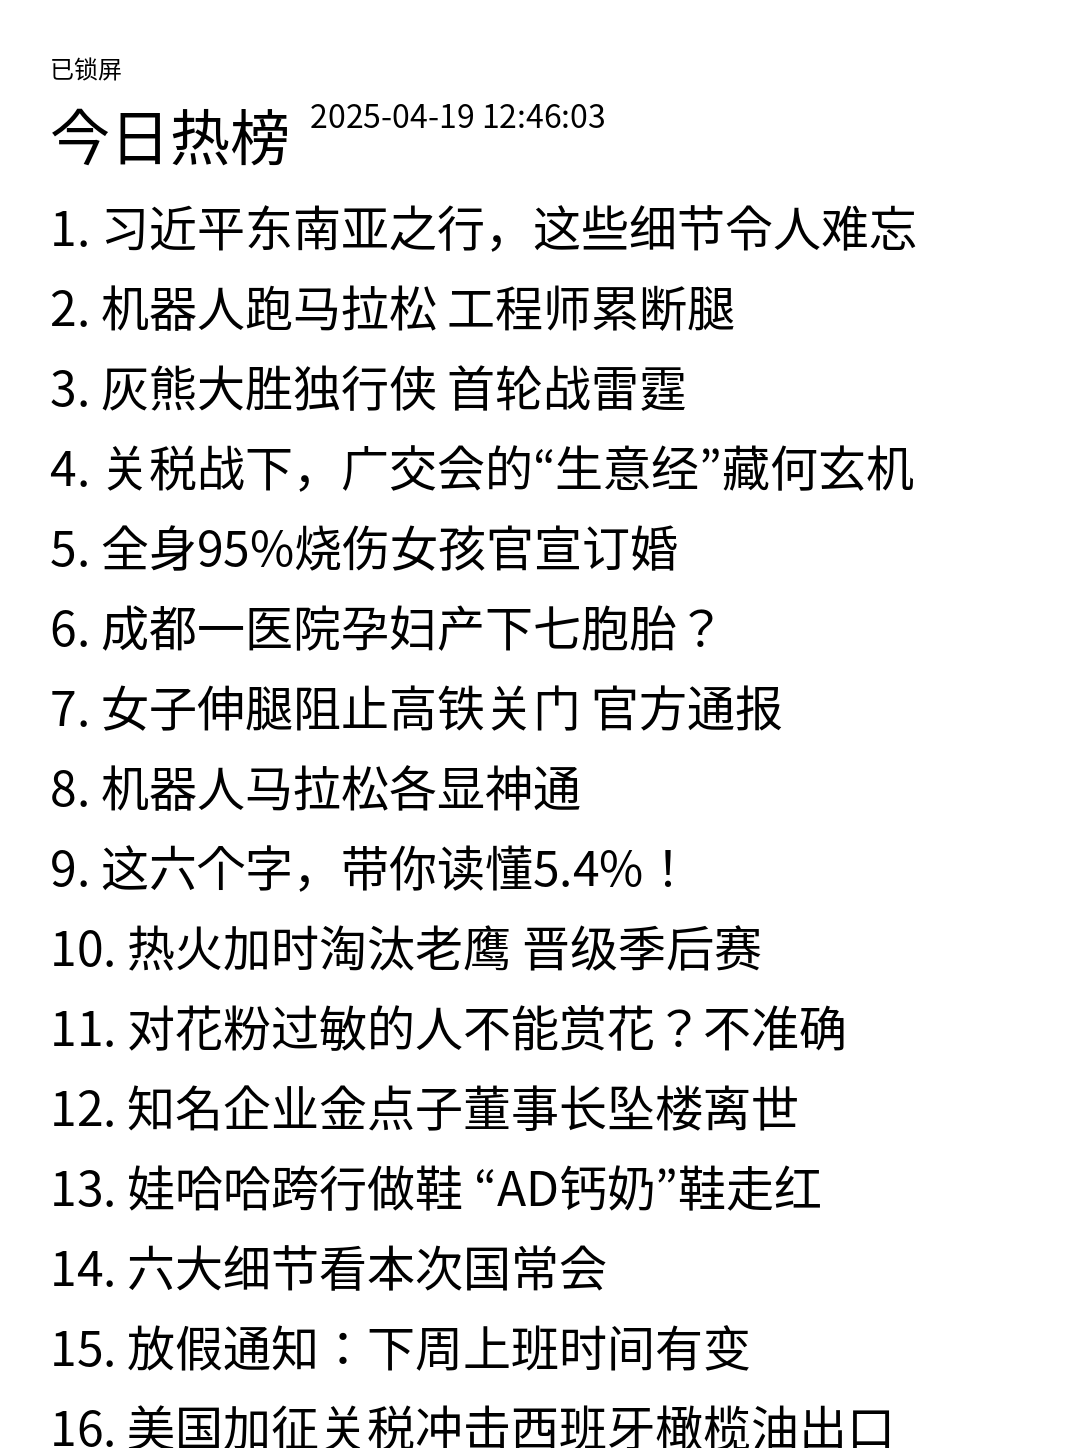 已锁屏
今日热榜 2025-04-19 12:46:03
1. 习近平东南亚之行，这些细节令人难忘
2. 机器人跑马拉松 工程师累断腿
3. 灰熊大胜独行侠 首轮战雷霆
4. 关税战下，广交会的“生意经”藏何玄机
5. 全身95%烧伤女孩官宣订婚
6. 成都一医院孕妇产下七胞胎？
7. 女子伸腿阻止高铁关门 官方通报
8. 机器人马拉松各显神通
9. 这六个字，带你读懂5.4%！
10. 热火加时淘汰老鹰 晋级季后赛
11. 对花粉过敏的人不能赏花？不准确
12. 知名企业金点子董事长坠楼离世
13. 娃哈哈跨行做鞋 “AD钙奶”鞋走红
14. 六大细节看本次国常会
15. 放假通知：下周上班时间有变
16. 美国加征关税冲击西班牙橄榄油出口